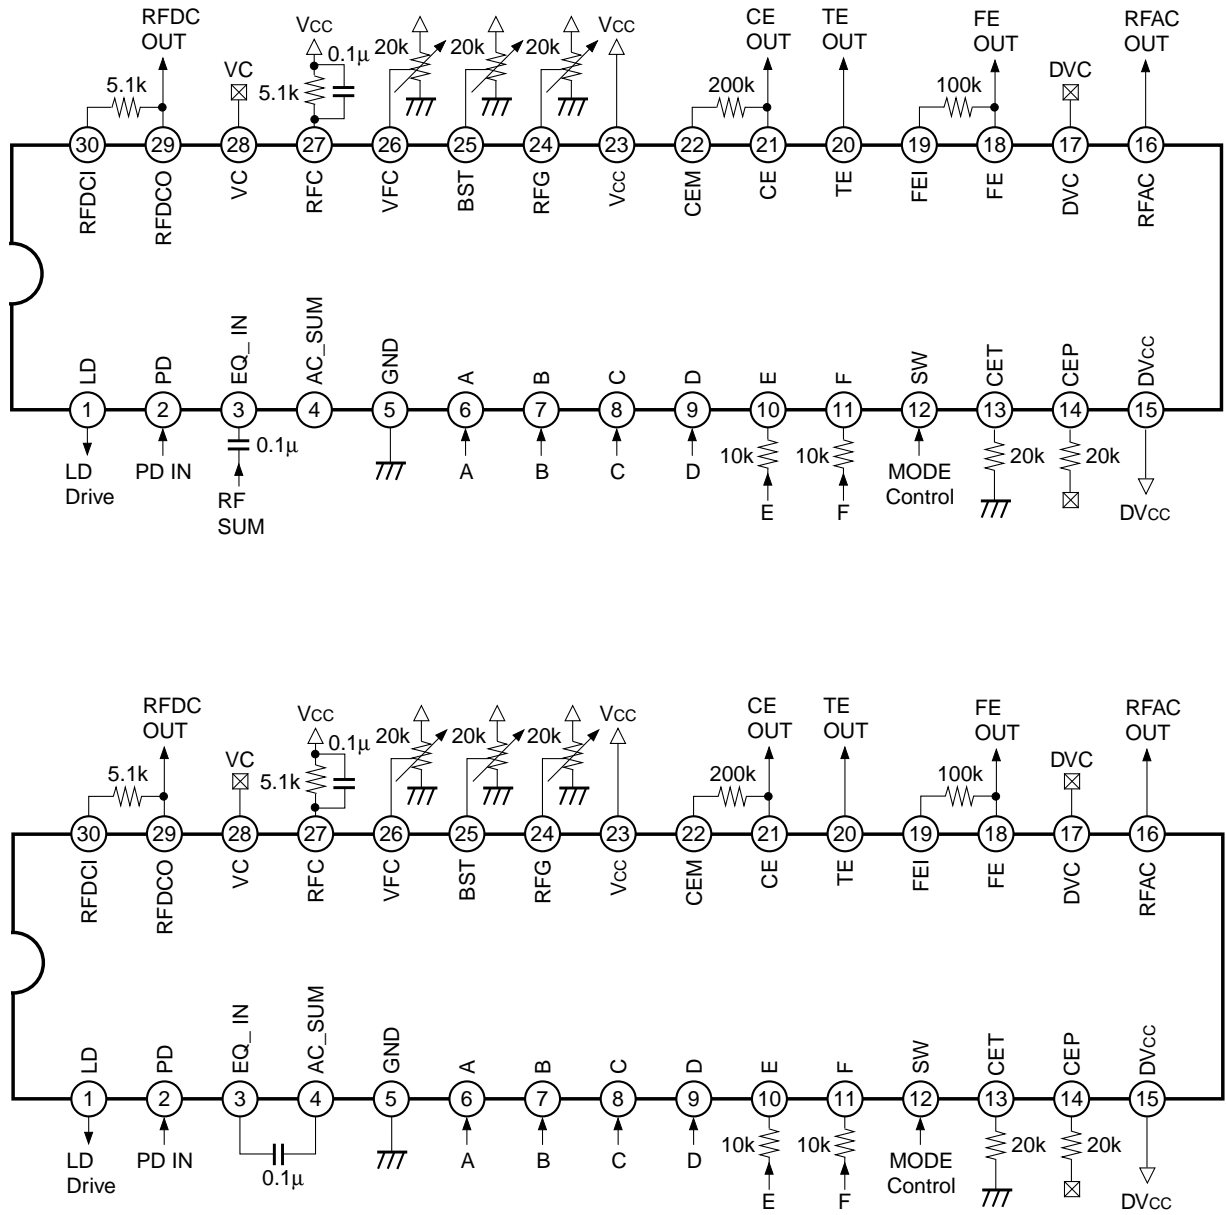 RFDC
OUT
VC
5.1k
VCC
0.1μ
5.1k
20k
20k
20k
VCC
CE
OUT
200k
TE
OUT
FE
OUT
100k
DVC
RFAC
OUT
30 29 28 27 26 25 24 23 22 21 20 19 18 17 16
RFDCI RFDCO VC RFC VFC BST RFG VCC CEM CE TE FEI FE DVC RFAC
LD PD EQ_IN AC_SUM GND A B C D E F SW CET CEP DVCC
1 2 3 4 5 6 7 8 9 10 11 12 13 14 15
LD
Drive
PD IN
0.1μ
RF
SUM
A
B
C
D
10k
E
10k
F
MODE
Control
20k
20k
DVCC
RFDC
OUT
VC
5.1k
VCC
0.1μ
5.1k
20k
20k
20k
VCC
CE
OUT
200k
TE
OUT
FE
OUT
100k
DVC
RFAC
OUT
30 29 28 27 26 25 24 23 22 21 20 19 18 17 16
RFDCI RFDCO VC RFC VFC BST RFG VCC CEM CE TE FEI FE DVC RFAC
LD PD EQ_IN AC_SUM GND A B C D E F SW CET CEP DVCC
1 2 3 4 5 6 7 8 9 10 11 12 13 14 15
LD
Drive
PD IN
0.1μ
A
B
C
D
10k
E
10k
F
MODE
Control
20k
20k
DVCC